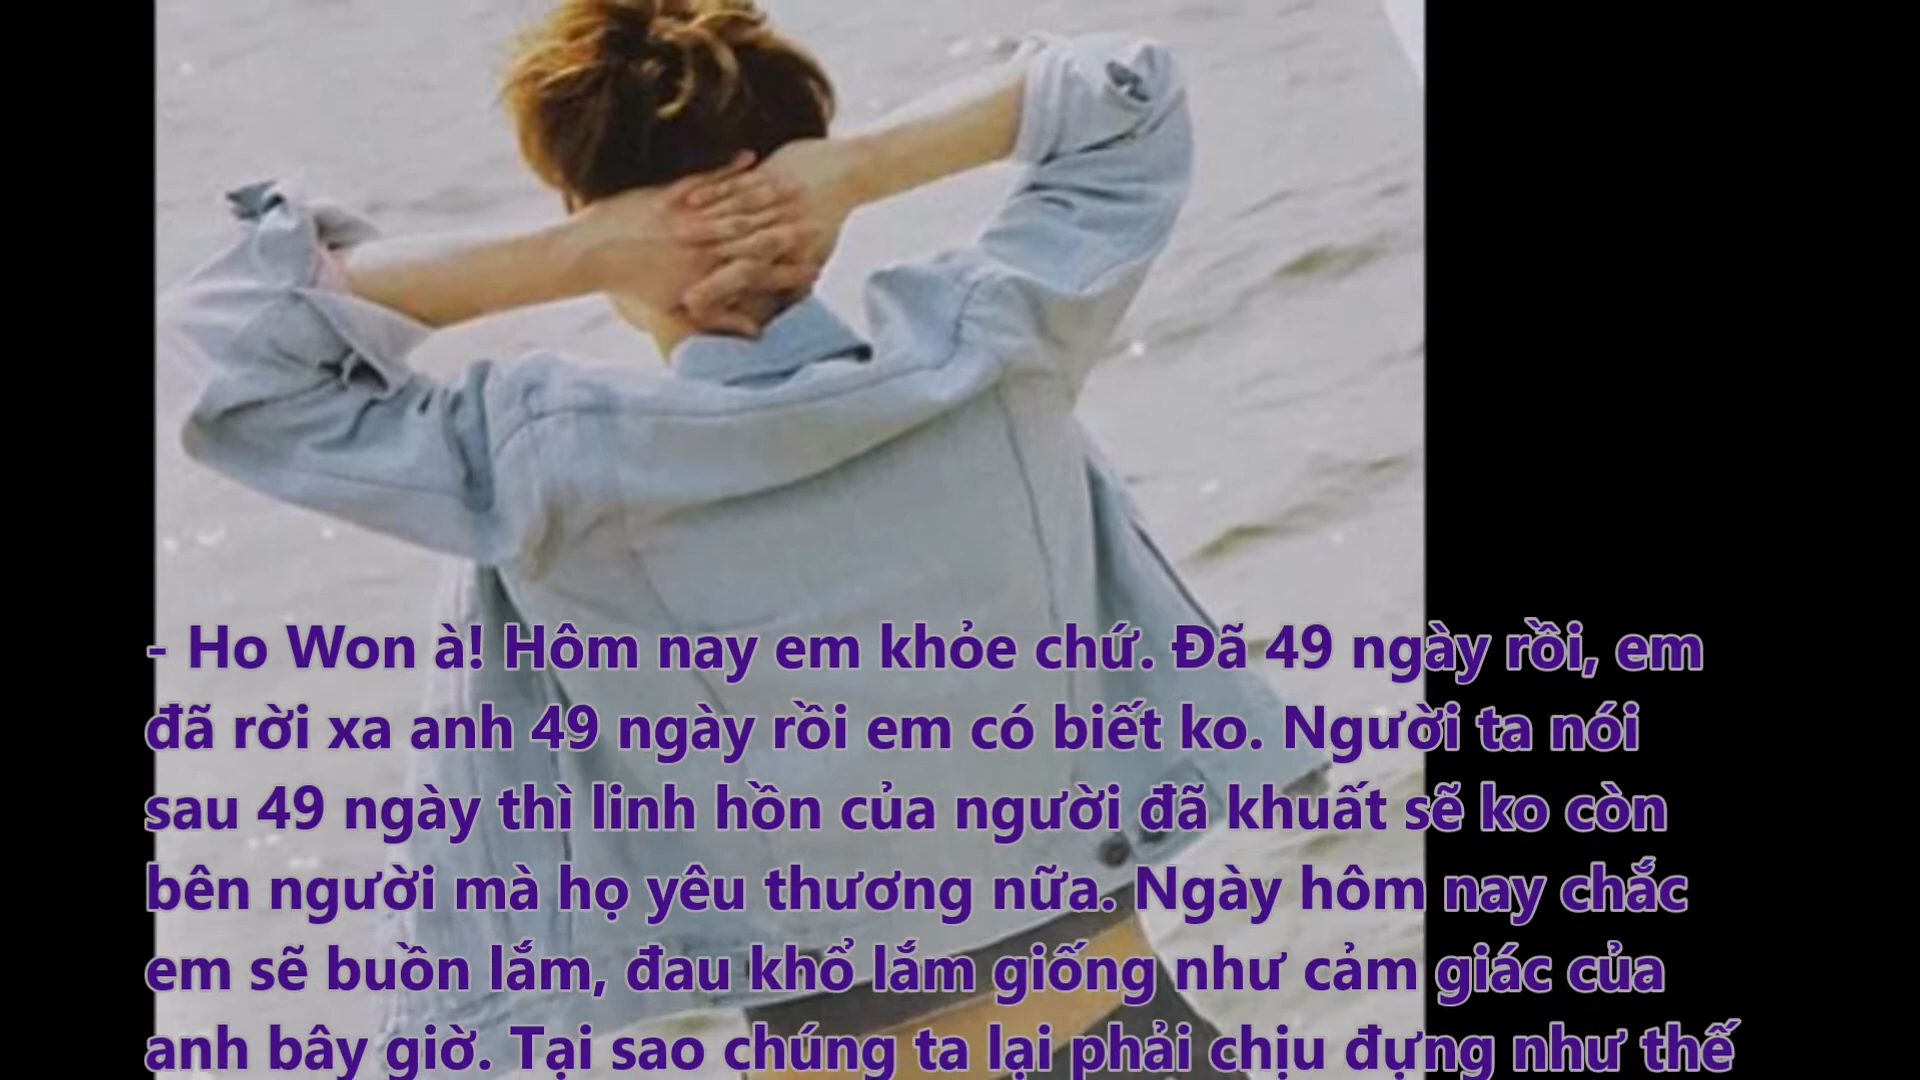 - Ho Won à! Hôm nay em khỏe chứ. Đã 49 ngày rồi, em
đã rời xa anh 49 ngày rồi em có biết ko. Người ta nói
sau 49 ngày thì linh hồn của người đã khuất sẽ ko còn
bên người mà họ yêu thương nữa. Ngày hôm nay chắc
em sẽ buồn lắm, đau khổ lắm giống như cảm giác của
anh bây giờ. Tại sao chúng ta lại phải chịu đựng như thế